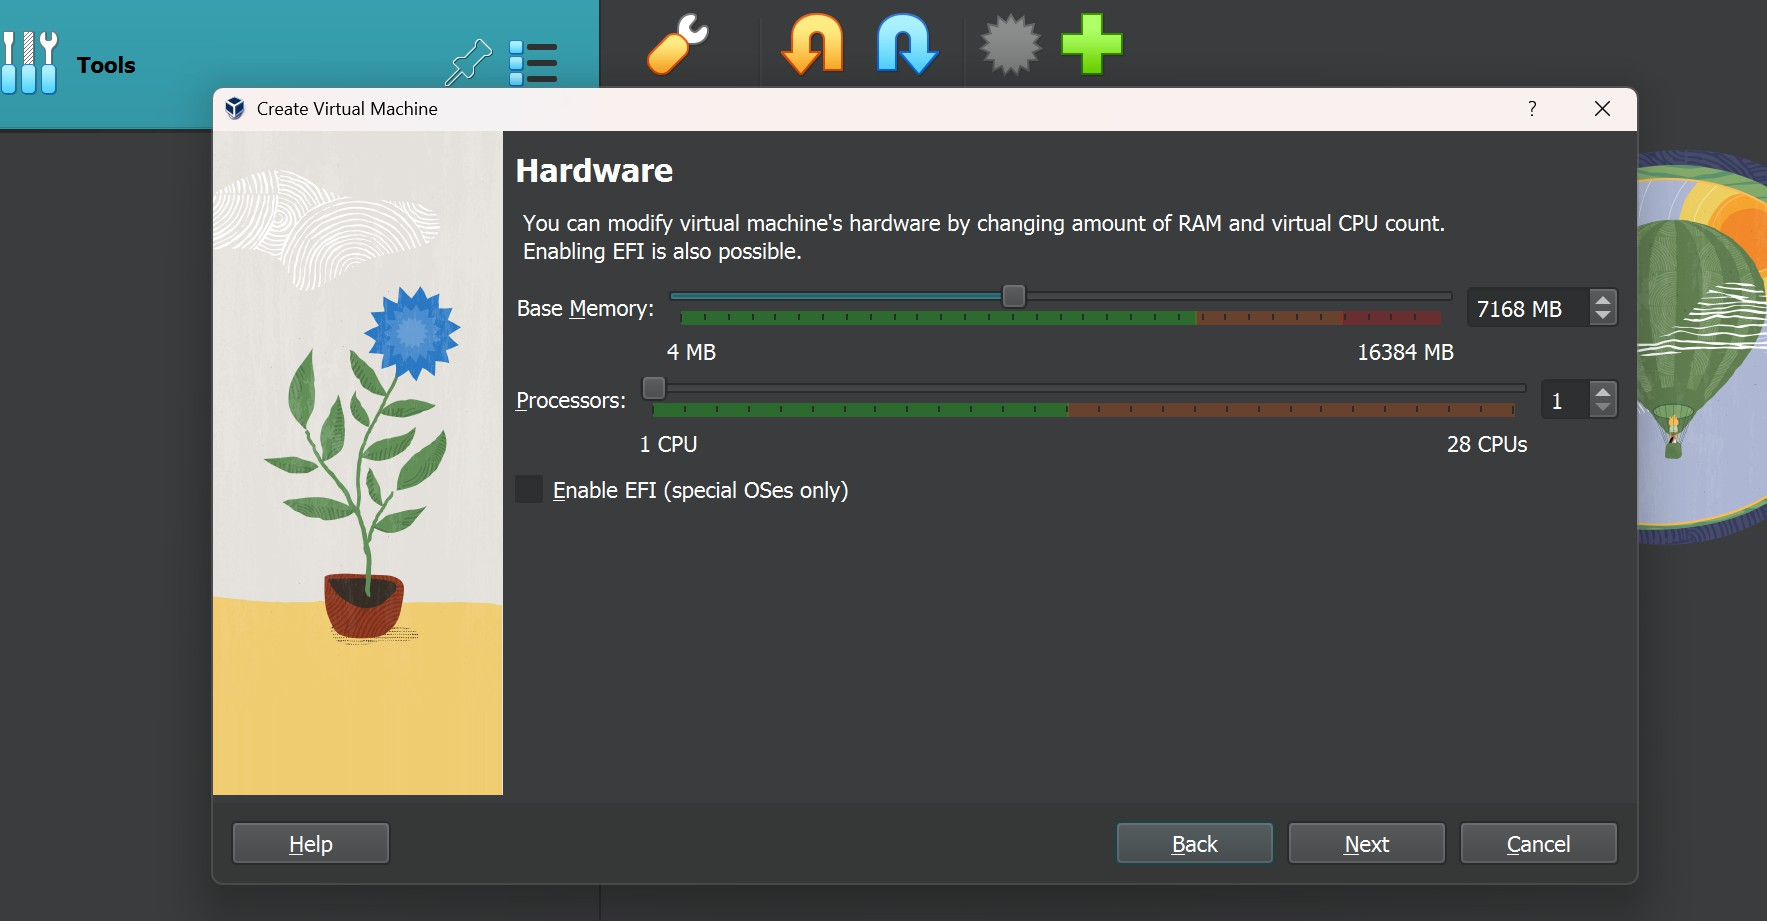 Tools
Create Virtual Machine
?
Hardware
You can modify virtual machine's hardware by changing amount of RAM and virtual CPU count.
Enabling EFI is also possible.
Base Memory:
7168 MB
4 MB
16384 MB
Processors:
1
1 CPU
28 CPUs
Enable EFI (special OSes only)
Help
Back
Next
Cancel